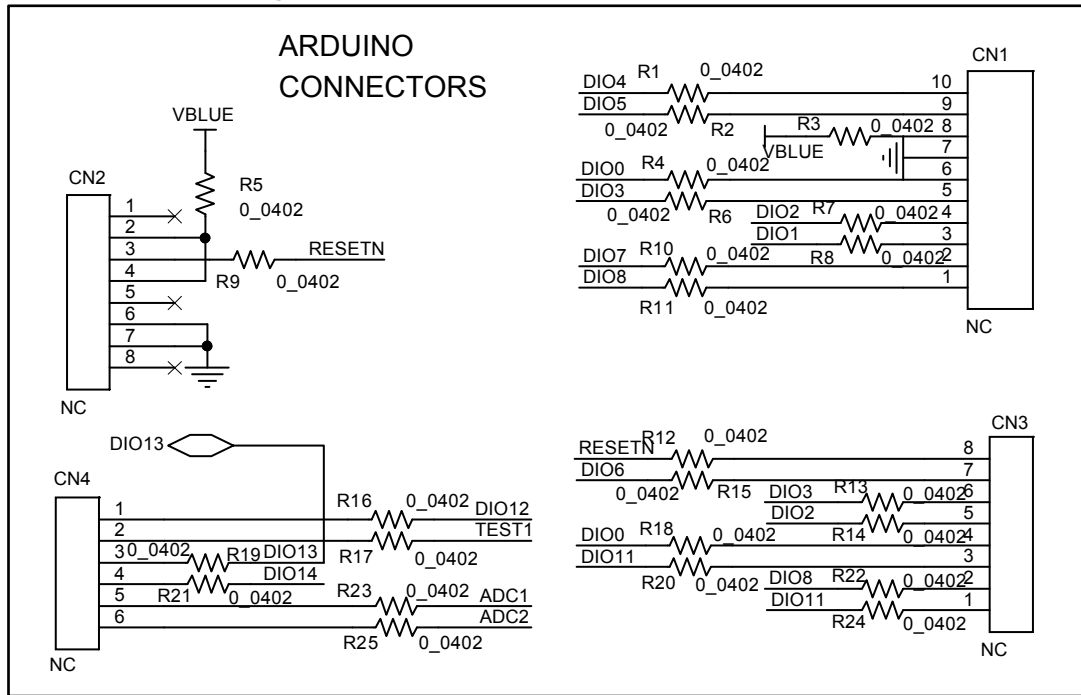 ARDUINO
CONNECTORS
VBLUE
CN2
R5
0_0402
1
2
3
4
5
6
7
8
RESETN
R9
0_0402
NC
CN1
DIO4
R1
0_0402
10
DIO5
0_0402
R2
9
R3
0_0402
8
VBLUE
7
DIO0
R4
0_0402
6
DIO3
0_0402
R6
5
DIO2
R7
0_0402
4
DIO1
R8
0_0402
3
DIO7
R10
0_0402
2
DIO8
R11
0_0402
1
NC
DIO13
CN4
1
R16
0_0402
DIO12
2
R17
0_0402
TEST1
3
0_0402
R19
DIO13
4
R21
0_0402
DIO14
5
R23
0_0402
ADC1
6
R25
0_0402
ADC2
NC
CN3
RESETN
R12
0_0402
8
DIO6
0_0402
R15
7
DIO3
R13
0_0402
6
DIO2
R14
0_0402
5
DIO0
R18
0_0402
4
DIO11
R20
0_0402
3
DIO8
R22
0_0402
2
DIO11
R24
0_0402
1
NC